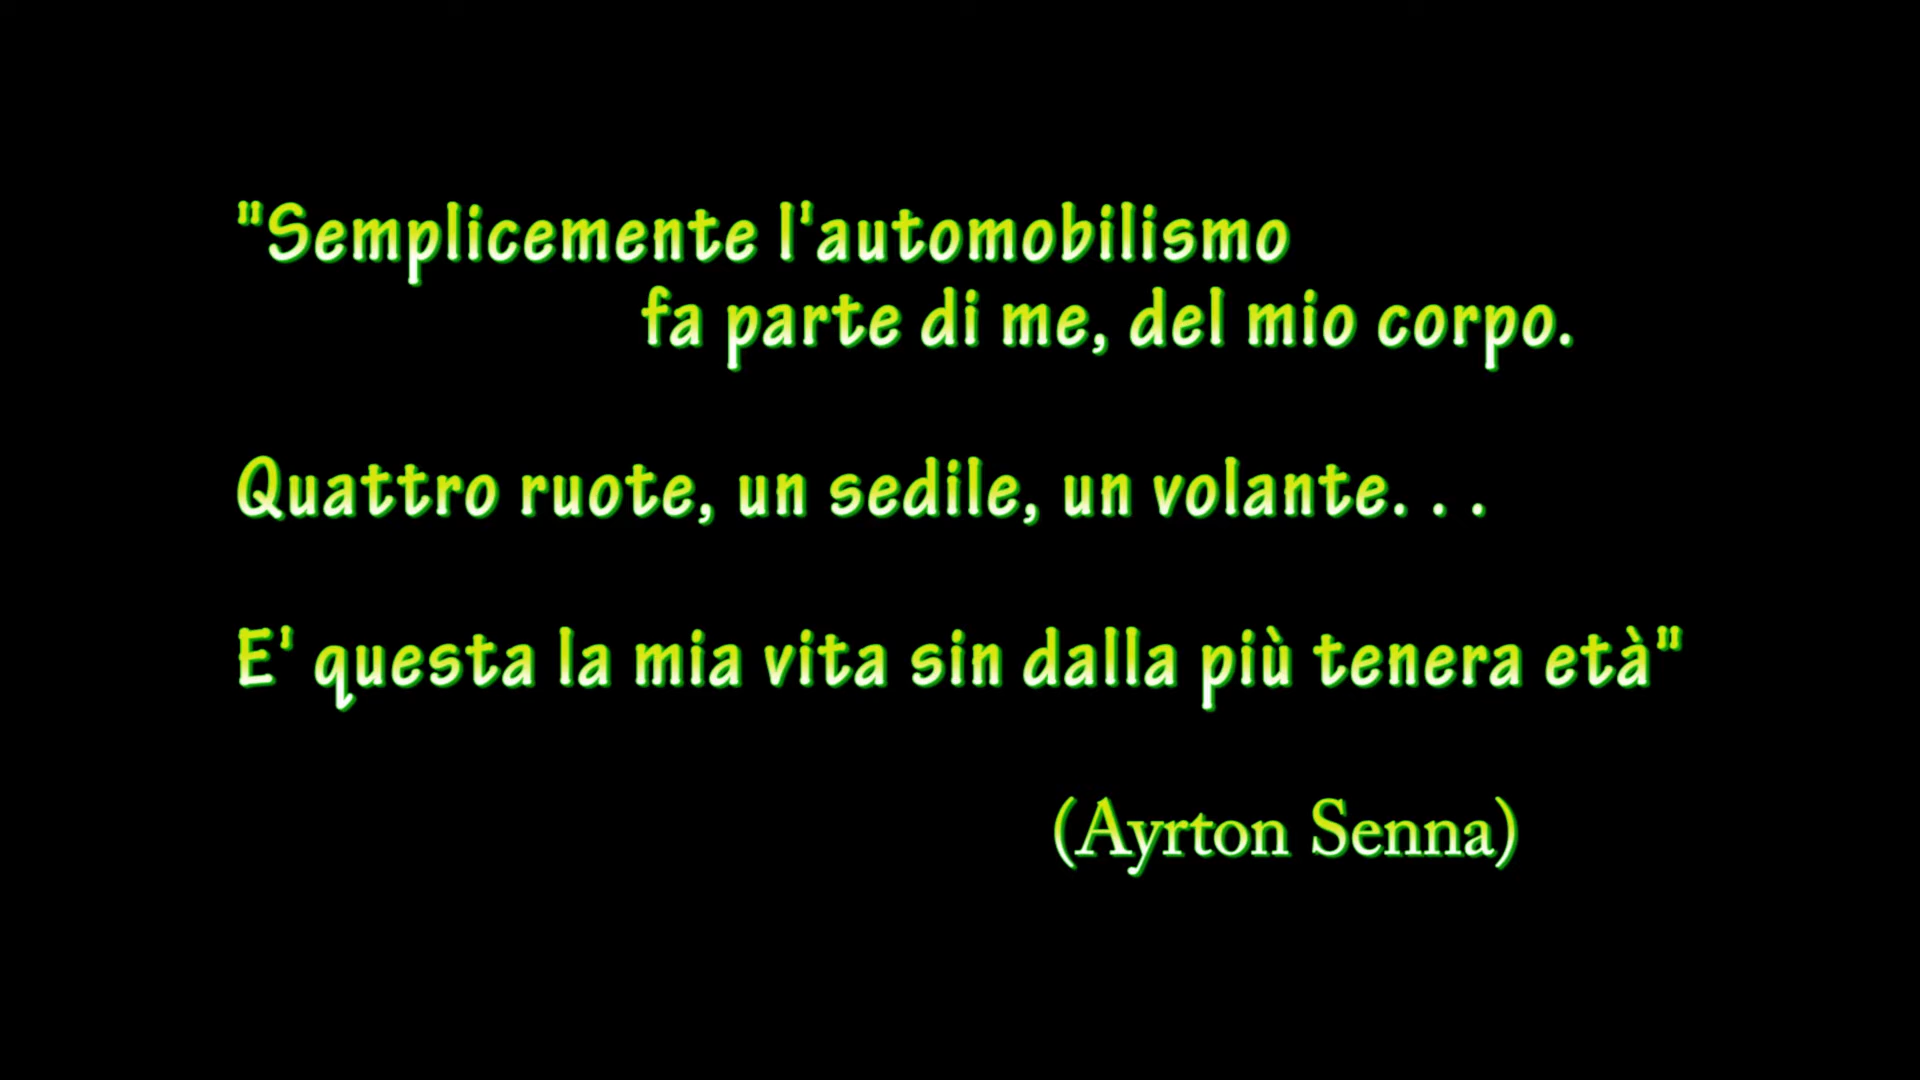 "Semplicemente l'automobilismo
fa parte di me, del mio corpo.
Quattro ruote, un sedile, un volante. . .
E' questa la mia vita sin dalla più tenera età"
(Ayrton Senna)